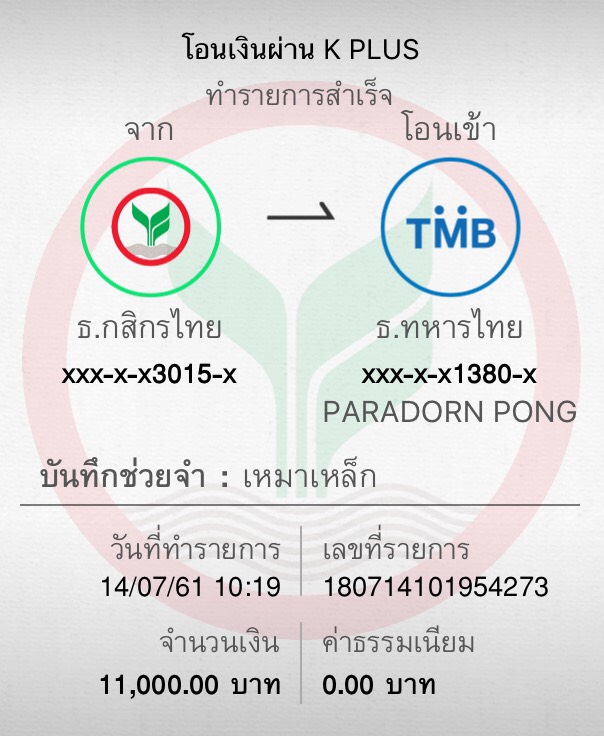 โอนเงินผ่าน K PLUS
ทำรายการสำเร็จ
จาก
โอนเข้า
TMB
ธ.กสิกรไทย
ธ.ทหารไทย
xxx-x-x3015-x
xxx-x-x1380-x
PARADORN PONG
บันทึกช่วยจำ : เหมาเหล็ก
วันที่ทำรายการ
เลขที่รายการ
14/07/61 10:19
180714101954273
จำนวนเงิน
ค่าธรรมเนียม
11,000.00 บาท
0.00 บาท